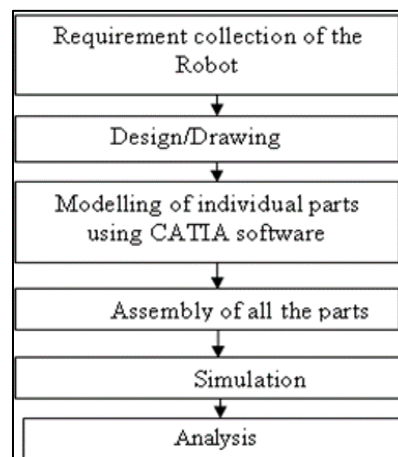 Requirement collection of the
Robot
Design/Drawing
Modelling of individual parts
using CATIA software
Assembly of all the parts
Simulation
Analysis